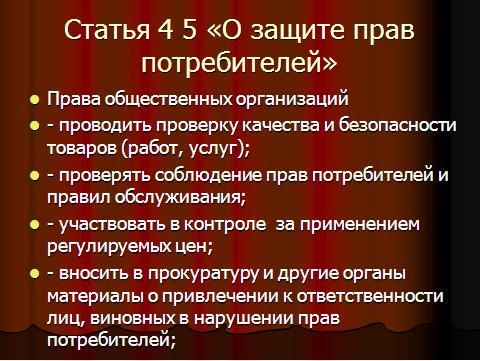 Статья 4 5 «О защите прав
потребителей»
Права общественных организаций
- проводить проверку качества и безопасности
товаров (работ, услуг);
- проверять соблюдение прав потребителей и
правил обслуживания;
- участвовать в контроле за применением
регулируемых цен;
- вносить в прокуратуру и другие органы
материалы о привлечении к ответственности
лиц, виновных в нарушении прав
потребителей;